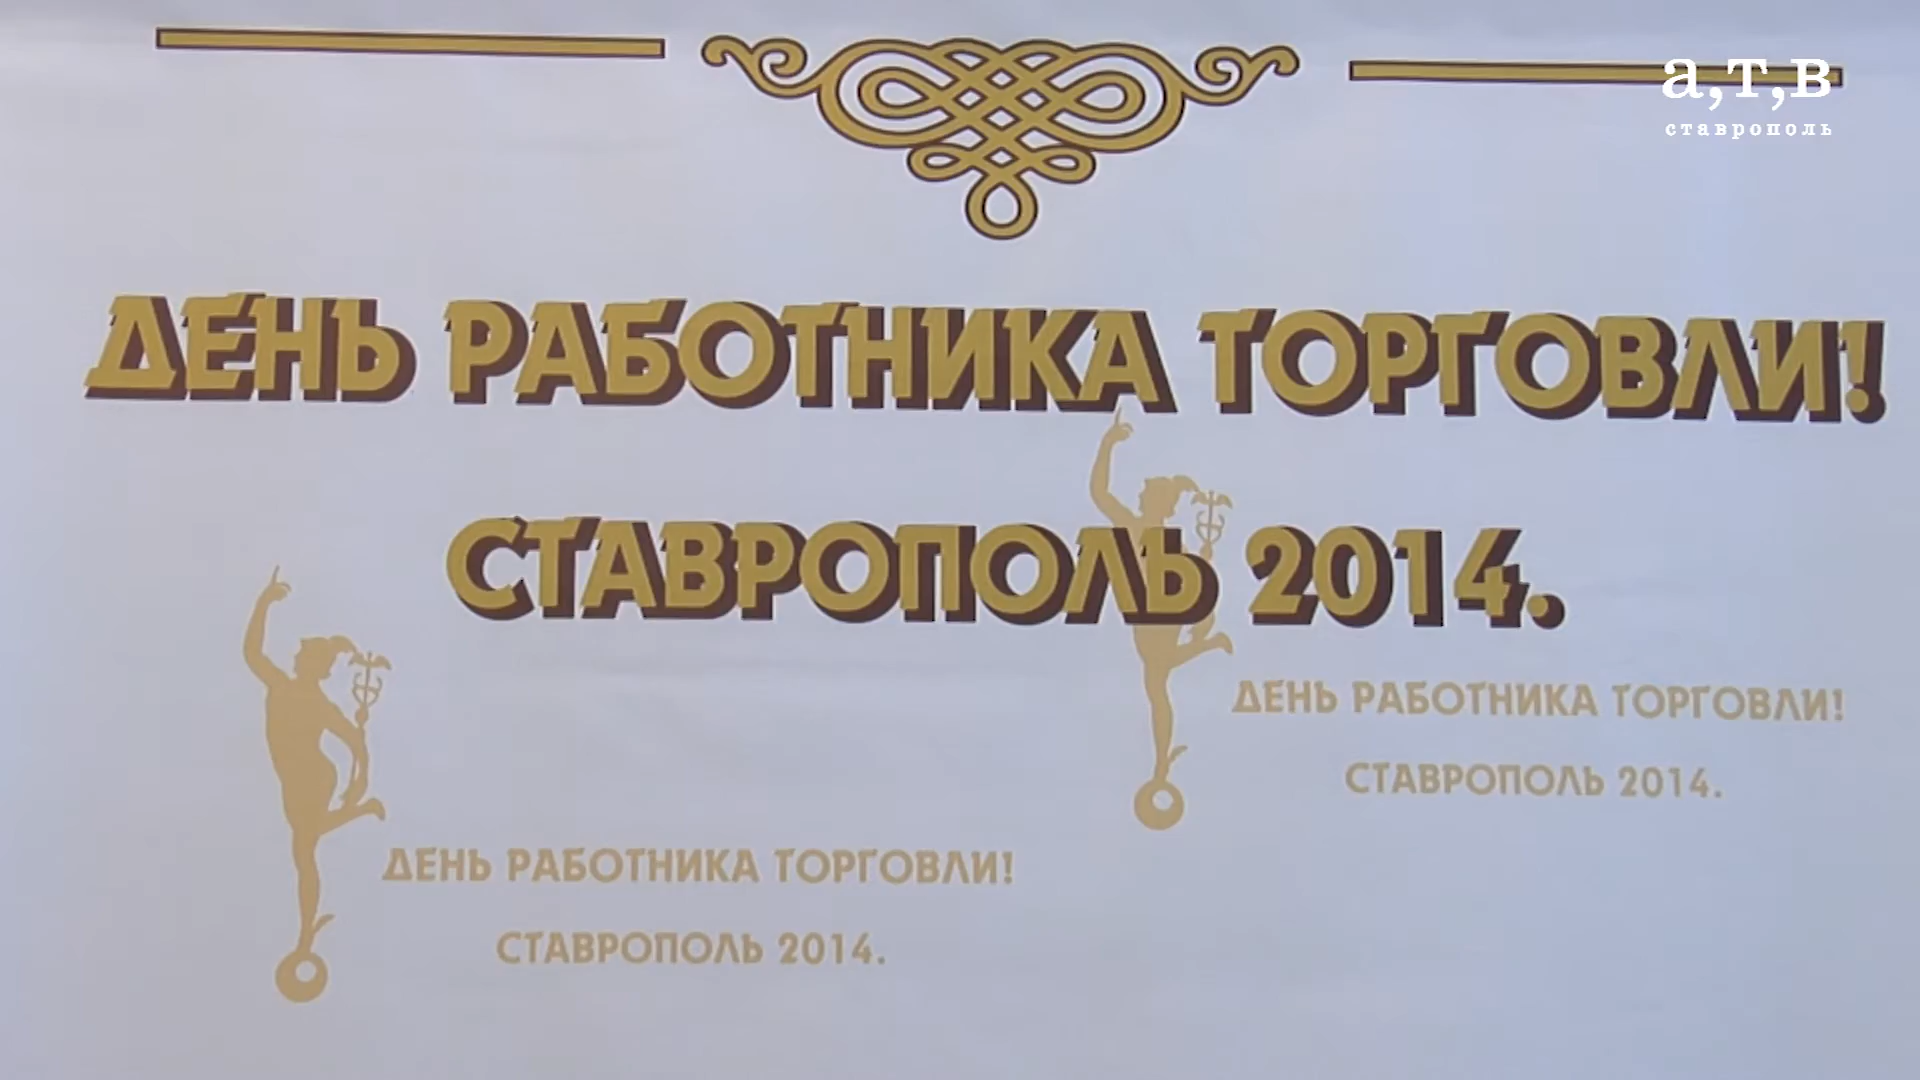 а,т,в
ставрополь
ДЕНЬ РАБОТНИКА ТОРГОВЛИ!
СТАВРОПОЛЬ 2014.
ДЕНЬ РАБОТНИКА ТОРГОВЛИ!
СТАВРОПОЛЬ 2014.
ДЕНЬ РАБОТНИКА ТОРГОВЛИ!
СТАВРОПОЛЬ 2014.